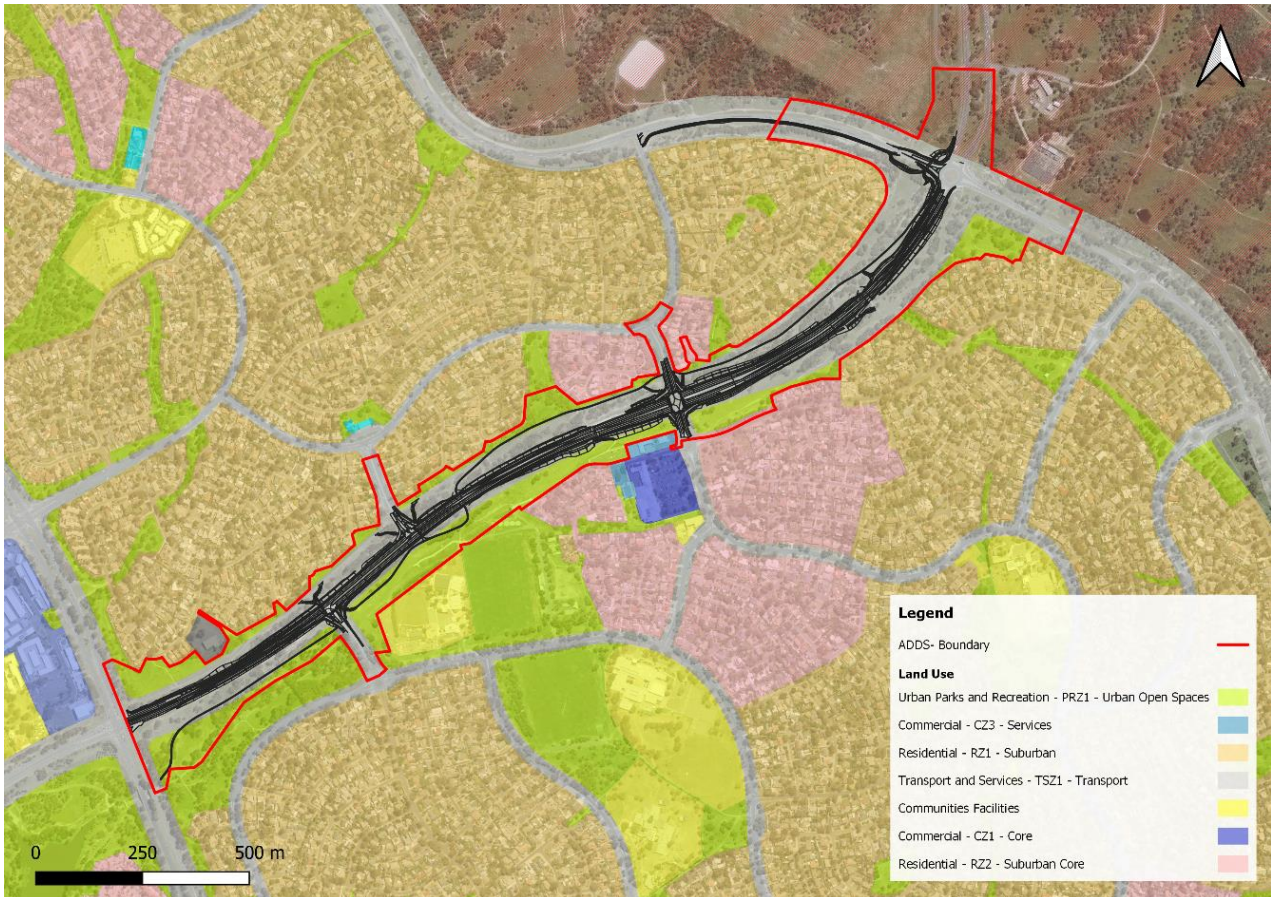 Legend
ADDS- Boundary
Land Use
Urban Parks and Recreation - PRZ1 - Urban Open Spaces
Commercial - CZ3 - Services
Residential - RZ1 - Suburban
Transport and Services - TSZ1 - Transport
Communities Facilities
Commercial - CZ1 - Core
Residential - RZ2 - Suburban Core
0 250 500 m